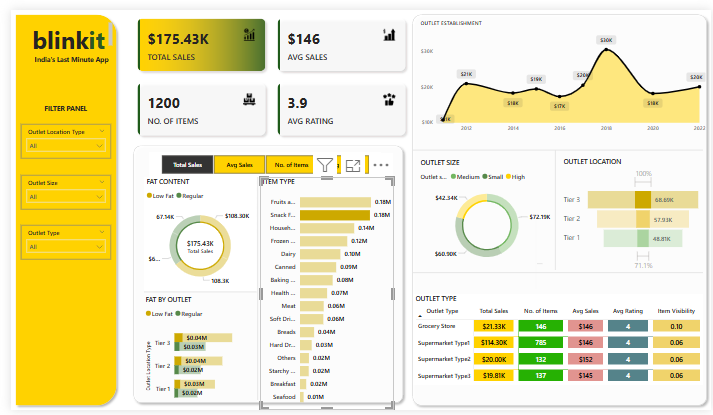 blinkit
India's Last Minute App
FILTER PANEL
Outlet Location Type
All
Outlet Size
All
Outlet Type
All
$175.43K
TOTAL SALES
$146
AVG SALES
1200
NO. OF ITEMS
3.9
AVG RATING
OUTLET ESTABLISHMENT
$30K
$20K
$10K
$21K
$18K
$19K
$17K
$20K
$30K
$18K
$20K
2012
2014
2016
2018
2020
2022
Total Sales
Avg Sales
No. of Items
FAT CONTENT
Low Fat
Regular
67.14K
$108.30K
$175.43K
Total Sales
$6...
108.3K
FAT BY OUTLET
Low Fat
Regular
Outlet Location Type
Tier 3
$0.04M
$0.03M
Tier 2
$0.04M
$0.02M
Tier 1
$0.03M
$0.02M
ITEM TYPE
Fruits a... 0.18M
Snack F... 0.18M
Househ... 0.14M
Frozen ... 0.12M
Dairy 0.10M
Canned 0.09M
Baking ... 0.08M
Health ... 0.07M
Meat 0.06M
Soft Dri... 0.06M
Breads 0.04M
Hard Dr... 0.03M
Others 0.02M
Starchy ... 0.02M
Breakfast 0.02M
Seafood 0.01M
OUTLET SIZE
Outlet s...
Medium
Small
High
$42.34K
$72.19K
$60.90K
...
OUTLET LOCATION
100%
Tier 3 68.69K
Tier 2 57.93K
Tier 1 48.81K
71.1%
OUTLET TYPE
Outlet Type Total Sales No. of Items Avg Sales Avg Rating Item Visibility
Grocery Store $21.33K 146 $146 4 0.10
Supermarket Type1 $114.30K 785 $146 4 0.06
Supermarket Type2 $20.00K 132 $152 4 0.06
Supermarket Type3 $19.81K 137 $145 4 0.06